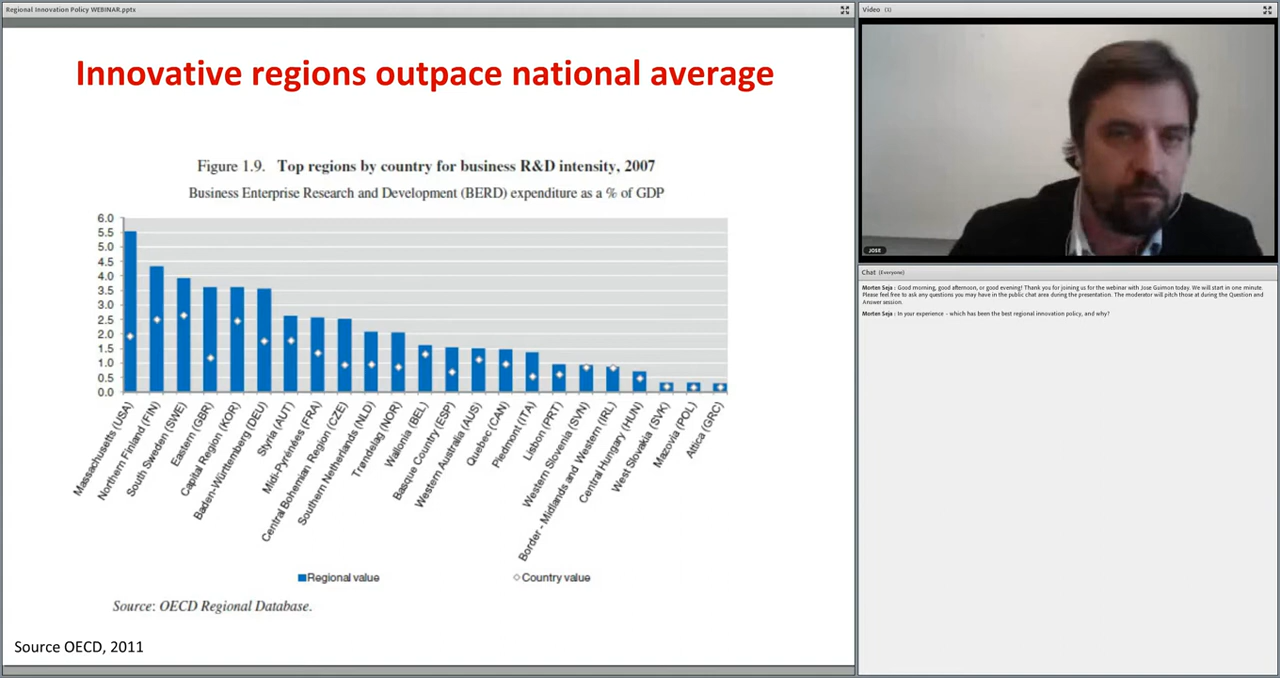 Regional Innovation Policy WEBINAR.pptx
Innovative regions outpace national average
Figure 1.9. Top regions by country for business R&D intensity, 2007
Business Enterprise Research and Development (BERD) expenditure as a % of GDP
6.0
5.5
5.0
4.5
4.0
3.5
3.0
2.5
2.0
1.5
1.0
0.5
0.0
Massachusetts (USA)
Northern Finland (FIN)
South Sweden (SWE)
Eastern (GBR)
Capital Region (KOR)
Baden-Württemberg (DEU)
Styria (AUT)
Midi-Pyrénées (FRA)
Central Bohemian Region (CZE)
Southern Netherlands (NLD)
Trøndelag (NOR)
Wallonia (BEL)
Basque Country (ESP)
Western Australia (AUS)
Quebec (CAN)
Piedmont (ITA)
Lisbon (PRT)
Western Slovenia (SVN)
Border - Midlands and Western (IRL)
Central Hungary (HUN)
West Slovakia (SVK)
Mazovia (POL)
Attica (GRC)
Regional value
Country value
Source: OECD Regional Database.
Source OECD, 2011
Video (3)
JOSE
Chat (Everyone)
Morten Seja : Good morning, good afternoon, or good evening! Thank you for joining us for the webinar with Jose Guimon today. We will start in one minute.
Please feel free to ask any questions you may have in the public chat area during the presentation. The moderator will pitch those at during the Question and
Answer session.
Morten Seja : In your experience - which has been the best regional innovation policy, and why?